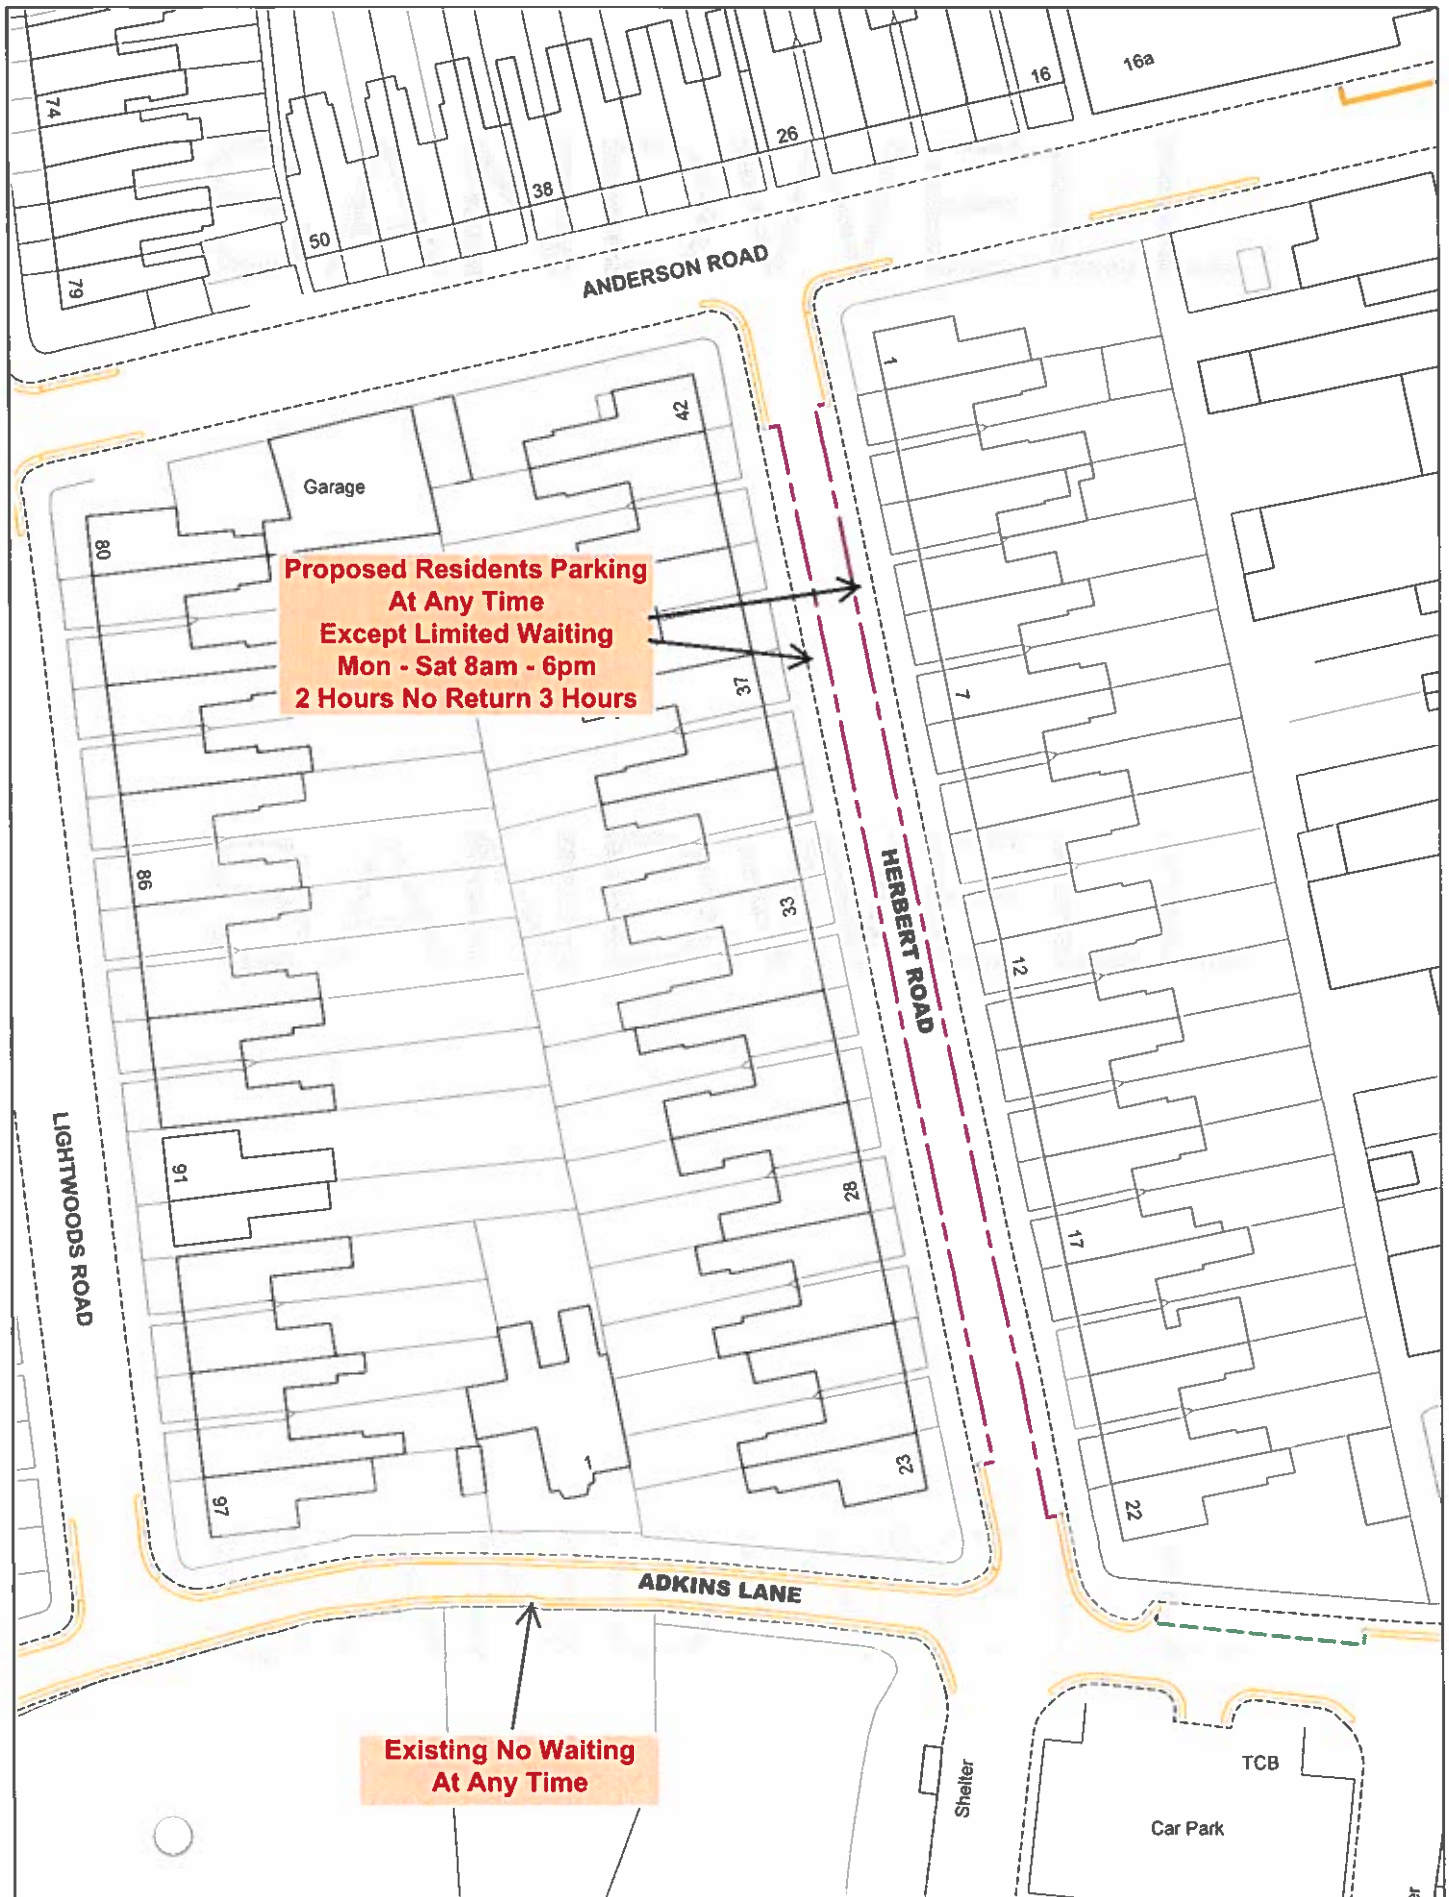 16
16a
74
26
38
50
79
ANDERSON ROAD
1
42
Garage
80
Proposed Residents Parking
At Any Time
Except Limited Waiting
Mon - Sat 8am - 6pm
2 Hours No Return 3 Hours
37
7
86
33
HERBERT ROAD
12
LIGHTWOODS ROAD
91
28
17
1
23
97
22
ADKINS LANE
Existing No Waiting
At Any Time
Shelter
TCB
Car Park